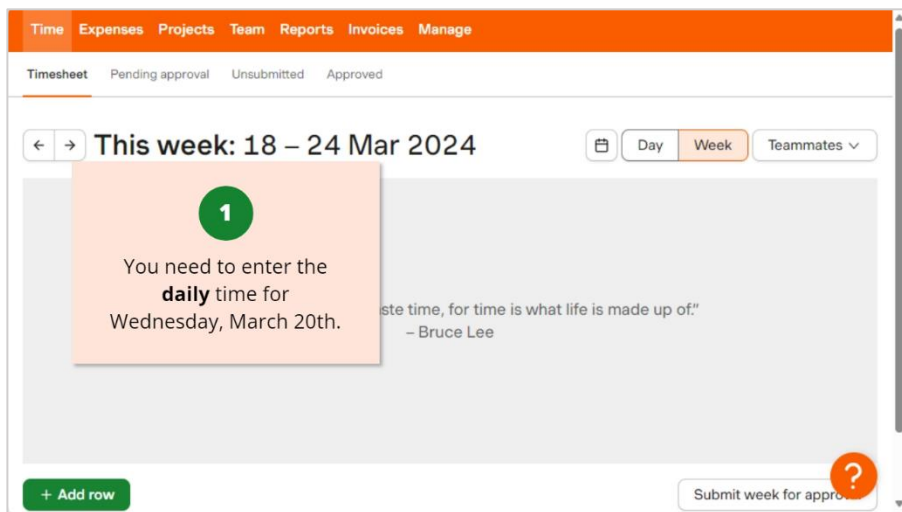 Time Expenses Projects Team Reports Invoices Manage
Timesheet Pending approval Unsubmitted Approved
← → This week: 18 – 24 Mar 2024 Day Week Teammates
1
You need to enter the
daily time for
Wednesday, March 20th.
time, for time is what life is made up of.”
– Bruce Lee
+ Add row Submit week for
?